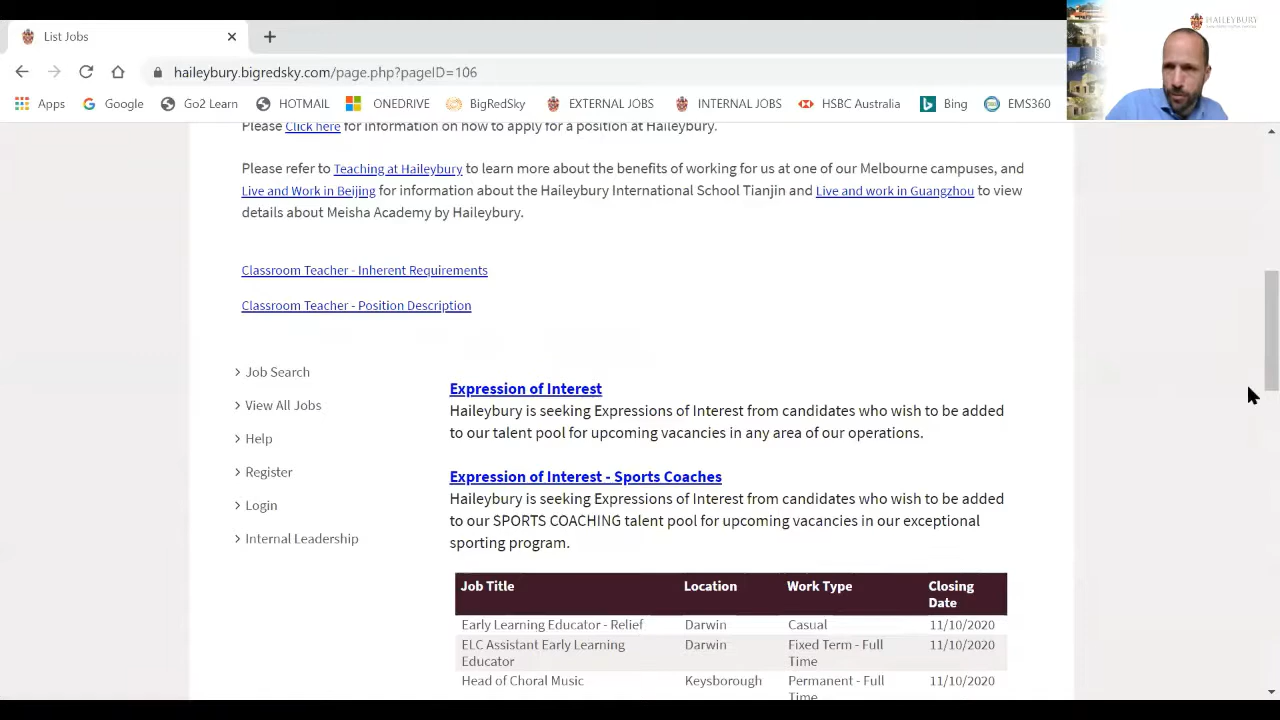 List Jobs
HAILEYBURY
haileybury.bigredsky.com/page.php?pageID=106
Apps Google Go2 Learn HOTMAIL ONEDRIVE BigRedSky EXTERNAL JOBS INTERNAL JOBS HSBC Australia Bing EMS360
Please Click here for information on how to apply for a position at Haileybury.
Please refer to Teaching at Haileybury to learn more about the benefits of working for us at one of our Melbourne campuses, and
Live and Work in Beijing for information about the Haileybury International School Tianjin and Live and work in Guangzhou to view
details about Meisha Academy by Haileybury.
Classroom Teacher - Inherent Requirements
Classroom Teacher - Position Description
Job Search
View All Jobs
Help
Register
Login
Internal Leadership
Expression of Interest
Haileybury is seeking Expressions of Interest from candidates who wish to be added
to our talent pool for upcoming vacancies in any area of our operations.
Expression of Interest - Sports Coaches
Haileybury is seeking Expressions of Interest from candidates who wish to be added
to our SPORTS COACHING talent pool for upcoming vacancies in our exceptional
sporting program.
Job Title Location Work Type Closing
Date
Early Learning Educator - Relief Darwin Casual 11/10/2020
ELC Assistant Early Learning Darwin Fixed Term - Full 11/10/2020
Educator Time
Head of Choral Music Keysborough Permanent - Full 11/10/2020
Time